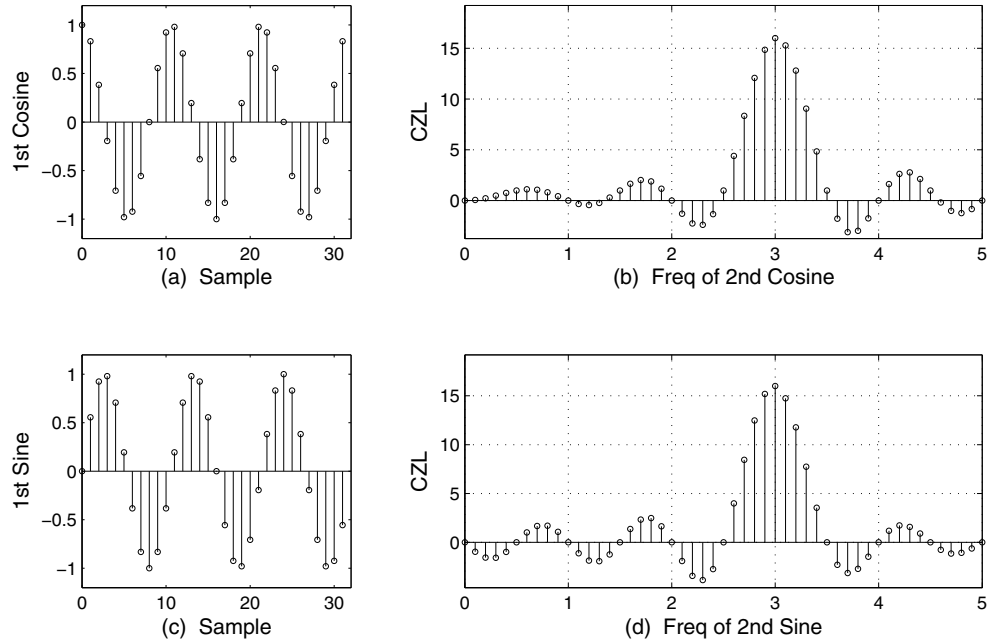 1
0.5
0
−0.5
−1
1st Cosine
0 10 20 30
(a) Sample
15
10
5
0
CZL
0 1 2 3 4 5
(b) Freq of 2nd Cosine
1
0.5
0
−0.5
−1
1st Sine
0 10 20 30
(c) Sample
15
10
5
0
CZL
0 1 2 3 4 5
(d) Freq of 2nd Sine